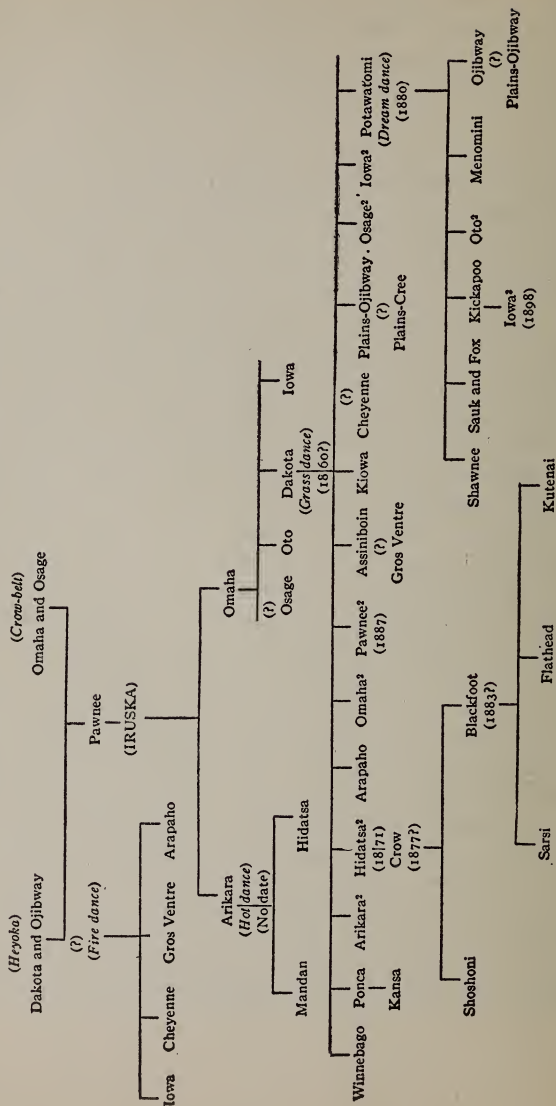 (Heyoka)
Dakota and Ojibway
(Crow-belt)
Omaha and Osage
Pawnee
(IRUSKA)
(?)
(Fire dance)
Iowa Cheyenne Gros Ventre Arapaho
Arikara
(Hot dance)
(No date)
Mandan Hidatsa
Omaha
(?)
Osage Oto Dakota Iowa
(Grass dance)
(1860?)
Winnebago Ponca Arikara² Hidatsa² Arapaho Omaha² Pawnee² Assiniboin Kiowa Cheyenne Plains-Ojibway . Osage² Iowa² Potawatomi
Kansa
(1871)
Crow
(1877?)
(1887)
(?)
Gros Ventre
(?)
(?)
Plains-Cree
(Dream dance)
(1880)
Shoshoni Blackfoot
(1883?)
Sarsi Flathead Kutenai
Shawnee Sauk and Fox Kickapoo Oto² Menomini Ojibway
Iowa³
(1898)
(?)
Plains-Ojibway